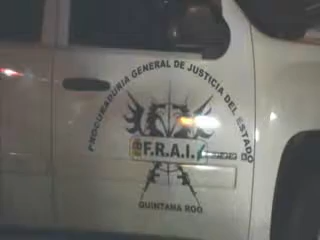 PROCURADURIA GENERAL DE JUSTICIA DEL ESTADO
F.R.A.I.
QUINTANA ROO